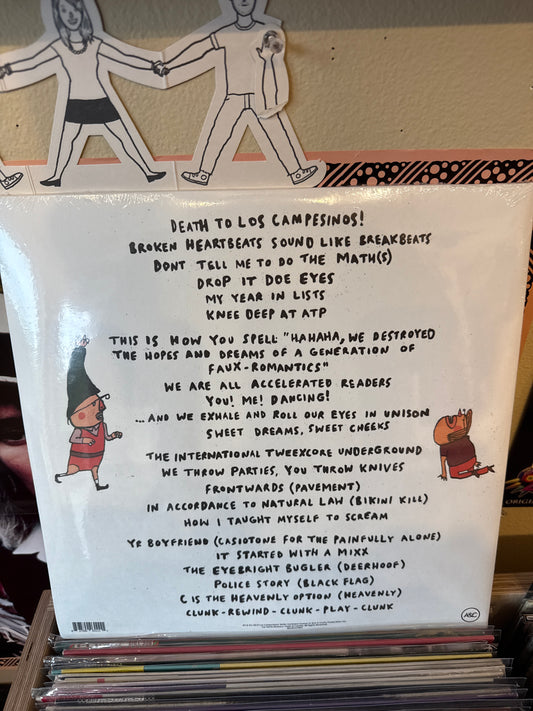 DEATH TO LOS CAMPESINOS!
BROKEN HEARTBEATS SOUND LIKE BREAKBEATS
DONT TELL ME TO DO THE MATH(S)
DROP IT DOE EYES
MY YEAR IN LISTS
KNEE DEEP AT ATP
THIS IS HOW YOU SPELL "HAHAHA, WE DESTROYED
THE HOPES AND DREAMS OF A GENERATION OF
FAUX-ROMANTICS"
WE ARE ALL ACCELERATED READERS
YOU! ME! DANCING!
...AND WE EXHALE AND ROLL OUR EYES IN UNISON
SWEET DREAMS, SWEET CHEEKS
THE INTERNATIONAL TWEEXCORE UNDERGROUND
WE THROW PARTIES, YOU THROW KNIVES
FRONTWARDS (PAVEMENT)
IN ACCORDANCE TO NATURAL LAW (BIKINI KILL)
HOW I TAUGHT MYSELF TO SCREAM
YR BOYFRIEND (CASIOTONE FOR THE PAINFULLY ALONE)
IT STARTED WITH A MIXX
THE EYEBRIGHT BUGLER (DEERHOOF)
POLICE STORY (BLACK FLAG)
C IS THE HEAVENLY OPTION (HEAVENLY)
CLUNK-REWIND-CLUNK-PLAY-CLUNK
A&C